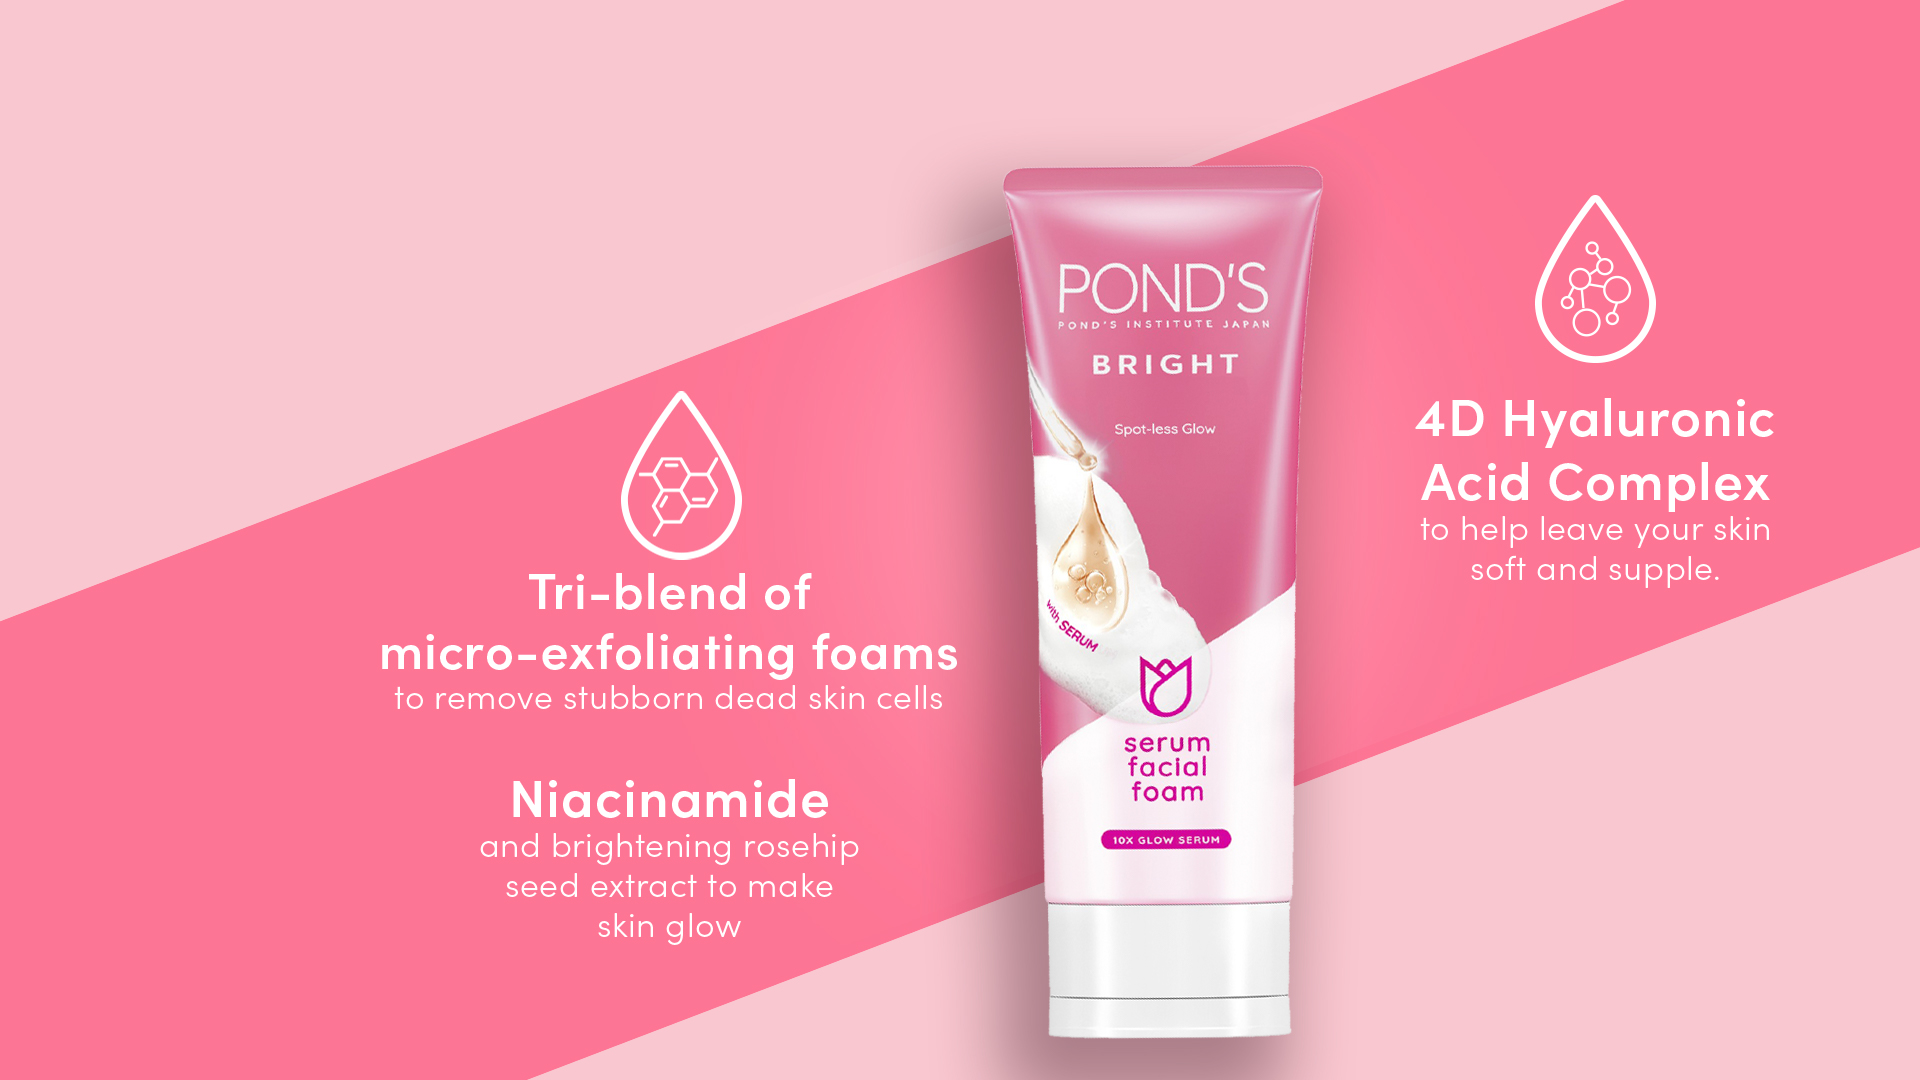 Tri-blend of
micro-exfoliating foams
to remove stubborn dead skin cells
Niacinamide
and brightening rosehip
seed extract to make
skin glow
POND'S
POND'S INSTITUTE JAPAN
BRIGHT
Spot-less Glow
with SERUM
serum
facial
foam
10X GLOW SERUM
4D Hyaluronic
Acid Complex
to help leave your skin
soft and supple.